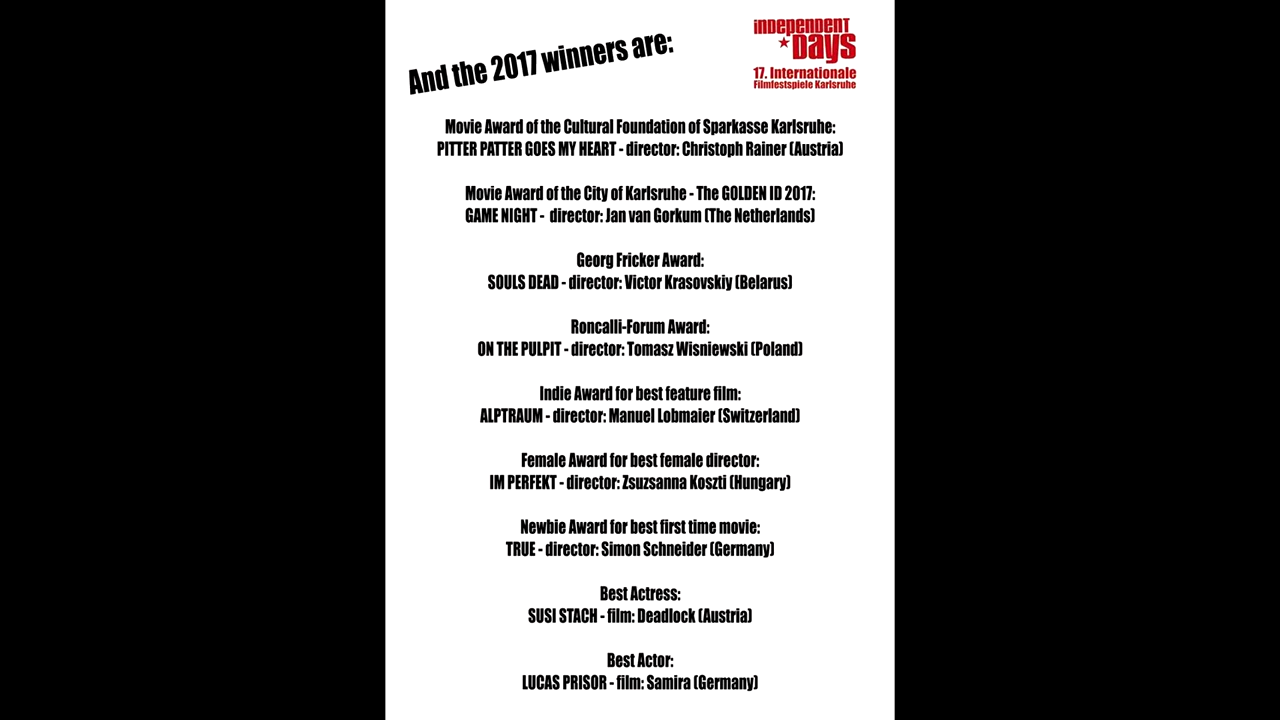 And the 2017 winners are:
independent
Days
17. Internationale
Filmfestspiele Karlsruhe
Movie Award of the Cultural Foundation of Sparkasse Karlsruhe:
PITTER PATTER GOES MY HEART - director: Christoph Rainer (Austria)
Movie Award of the City of Karlsruhe - The GOLDEN ID 2017:
GAME NIGHT - director: Jan van Gorkum (The Netherlands)
Georg Fricker Award:
SOULS DEAD - director: Victor Krasovskiy (Belarus)
Roncalli-Forum Award:
ON THE PULPIT - director: Tomasz Wisniewski (Poland)
Indie Award for best feature film:
ALPTRAUM - director: Manuel Lobmaier (Switzerland)
Female Award for best female director:
IM PERFEKT - director: Zsuzsanna Koszti (Hungary)
Newbie Award for best first time movie:
TRUE - director: Simon Schneider (Germany)
Best Actress:
SUSI STACH - film: Deadlock (Austria)
Best Actor:
LUCAS PRISOR - film: Samira (Germany)